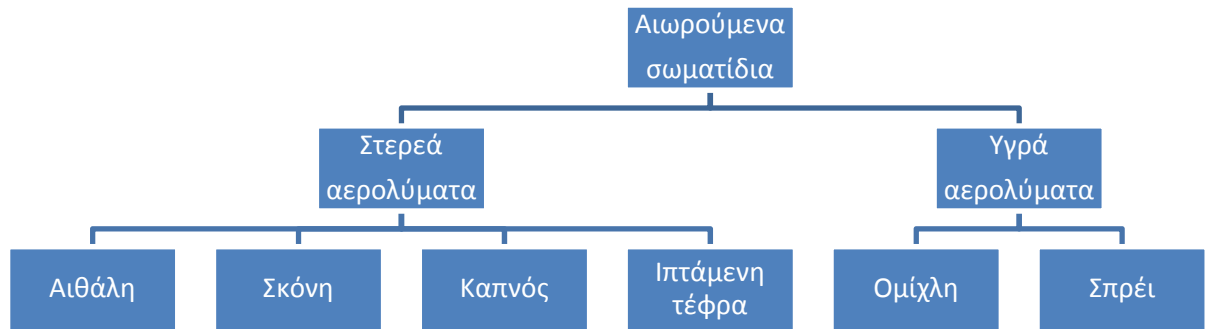 Αιωρούμενα
σωματίδια
Στερεά
αερολύματα
Υγρά
αερολύματα
Αιθάλη
Σκόνη
Καπνός
Ιπτάμενη
τέφρα
Ομίχλη
Σπρέι